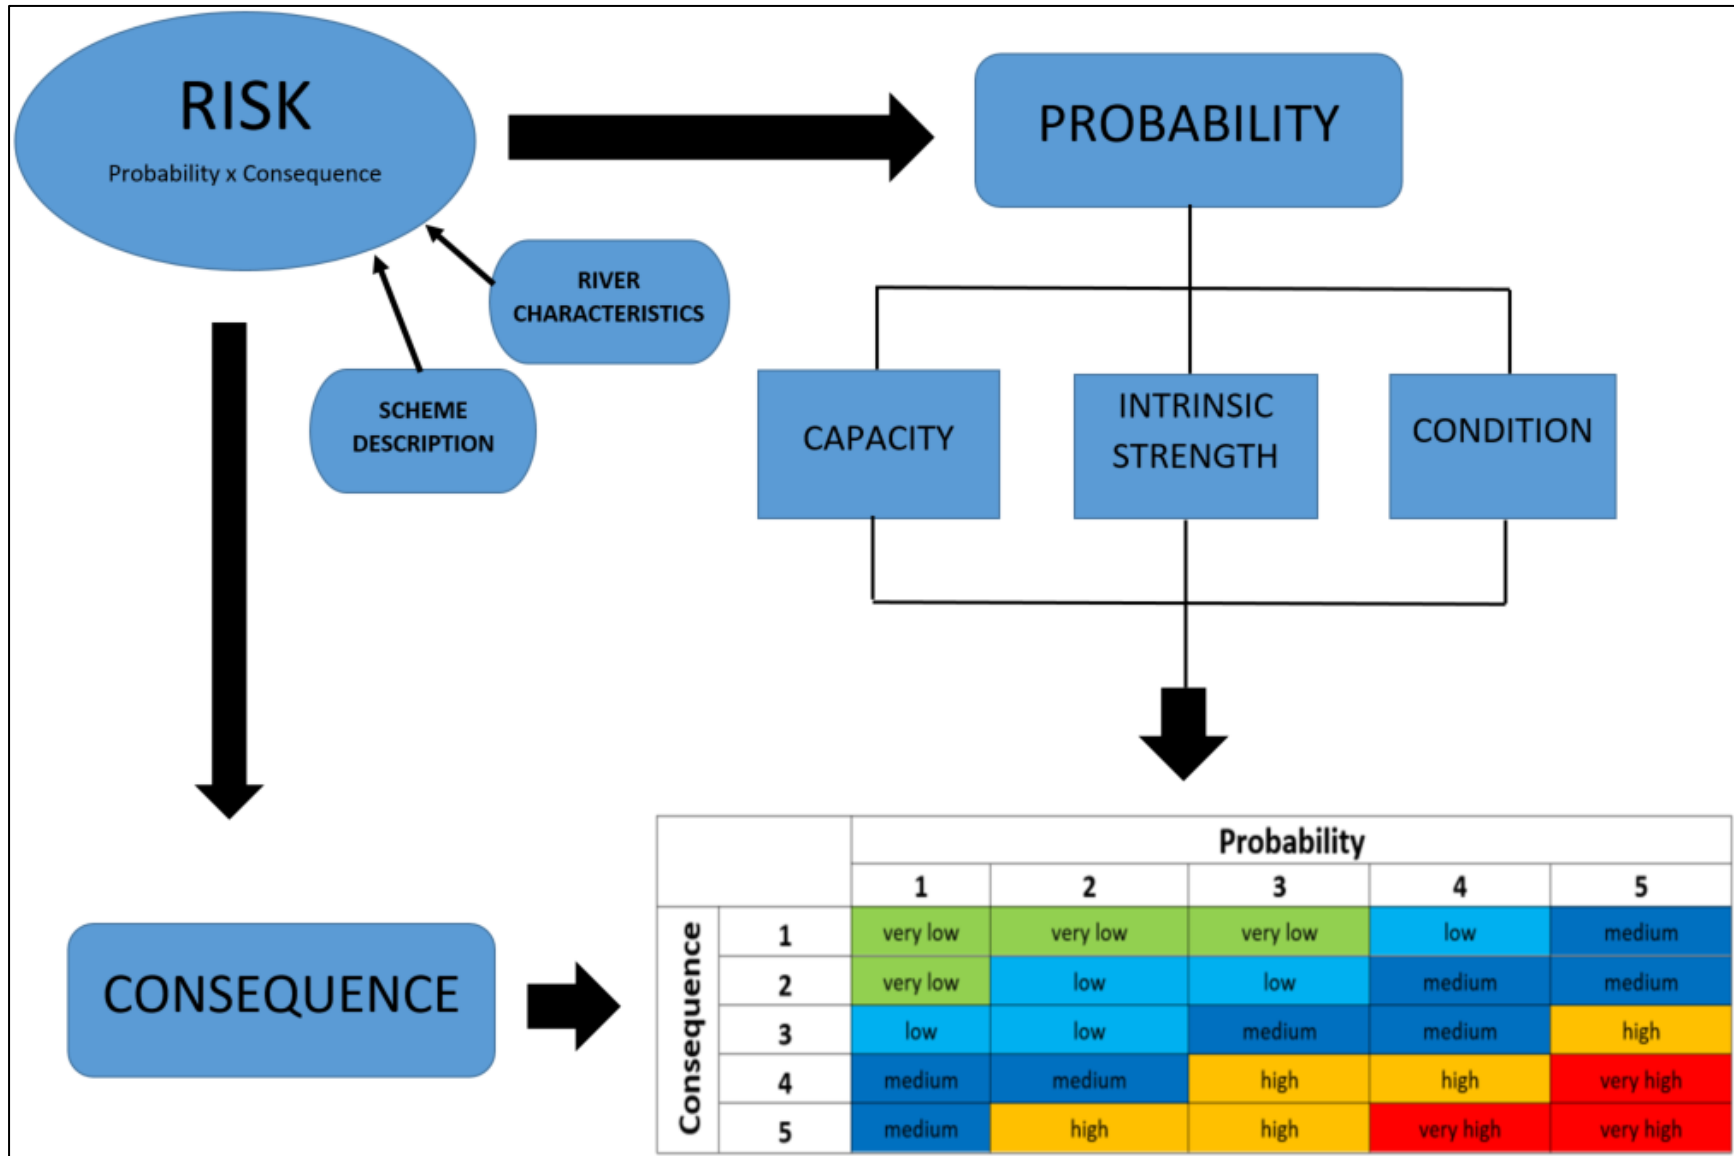 RISK
Probability x Consequence
PROBABILITY
RIVER
CHARACTERISTICS
SCHEME
DESCRIPTION
CAPACITY
INTRINSIC
STRENGTH
CONDITION
CONSEQUENCE
Probability
1 2 3 4 5
Consequence
1 very low very low very low low medium
2 very low low low medium medium
3 low low medium medium high
4 medium medium high high very high
5 medium high high very high very high